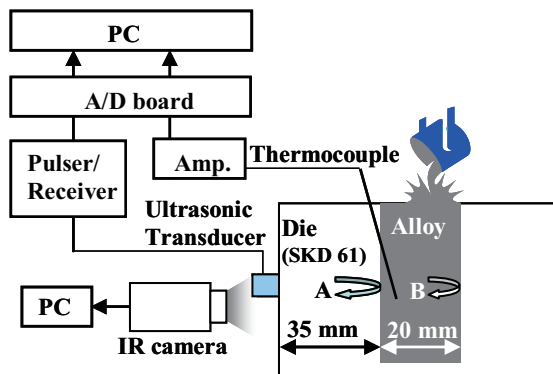 PC
A/D board
Pulser/
Receiver
Amp.
Thermocouple
Ultrasonic
Transducer
Die
(SKD 61)
Alloy
A
B
PC
IR camera
35 mm
20 mm